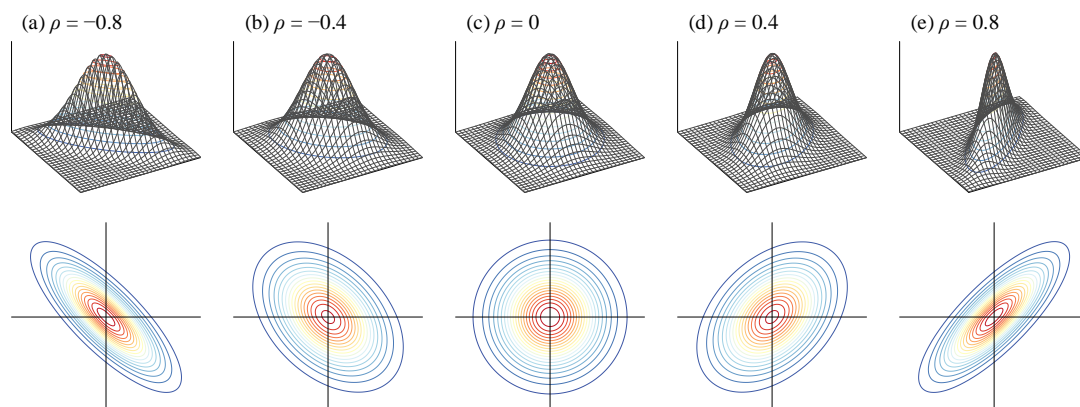 (a) ρ = −0.8
(b) ρ = −0.4
(c) ρ = 0
(d) ρ = 0.4
(e) ρ = 0.8